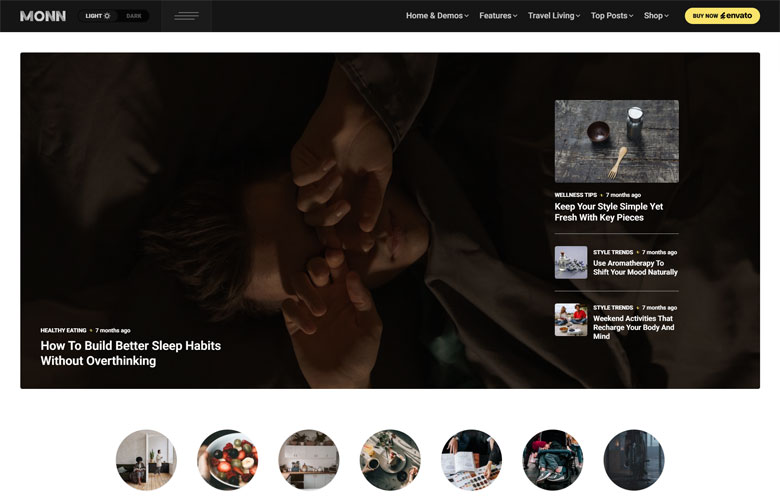 MONN
LIGHT DARK
Home & Demos Features Travel Living Top Posts Shop
BUY NOW envato
HEALTHY EATING 7 months ago
How To Build Better Sleep Habits
Without Overthinking
WELLNESS TIPS 7 months ago
Keep Your Style Simple Yet
Fresh With Key Pieces
STYLE TRENDS 7 months ago
Use Aromatherapy To
Shift Your Mood Naturally
STYLE TRENDS 7 months ago
Weekend Activities That
Recharge Your Body And
Mind